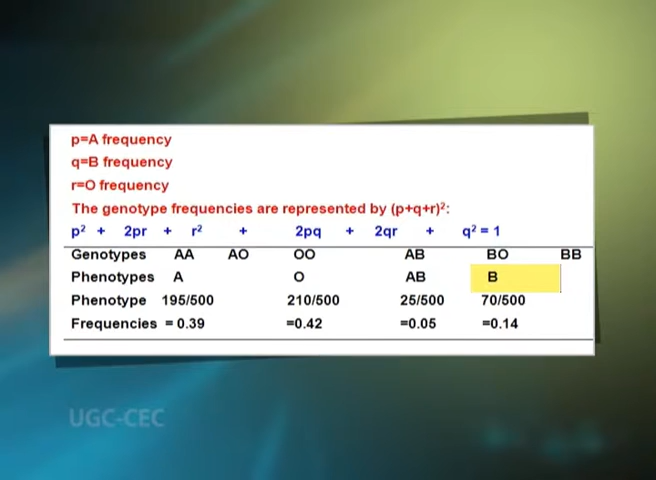 p=A frequency
q=B frequency
r=O frequency
The genotype frequencies are represented by (p+q+r)²:
p² + 2pr + r² + 2pq + 2qr + q² = 1
Genotypes AA AO OO AB BO BB
Phenotypes A O AB B
Phenotype 195/500 210/500 25/500 70/500
Frequencies = 0.39 =0.42 =0.05 =0.14
UGC-CEC